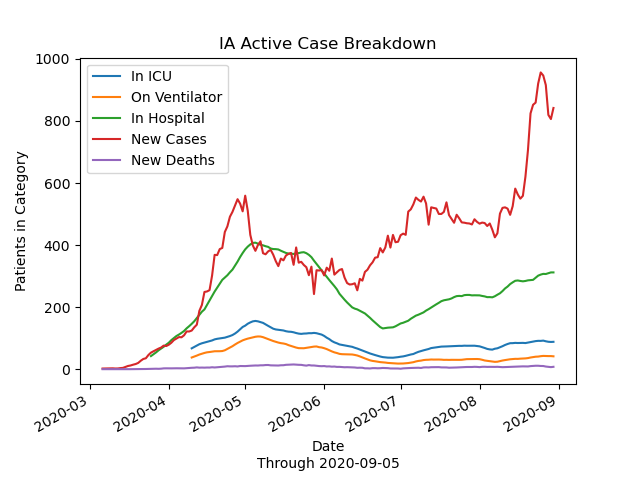 IA Active Case Breakdown
In ICU
On Ventilator
In Hospital
New Cases
New Deaths
Patients in Category
1000
800
600
400
200
0
2020-03
2020-04
2020-05
2020-06
2020-07
2020-08
2020-09
Date
Through 2020-09-05